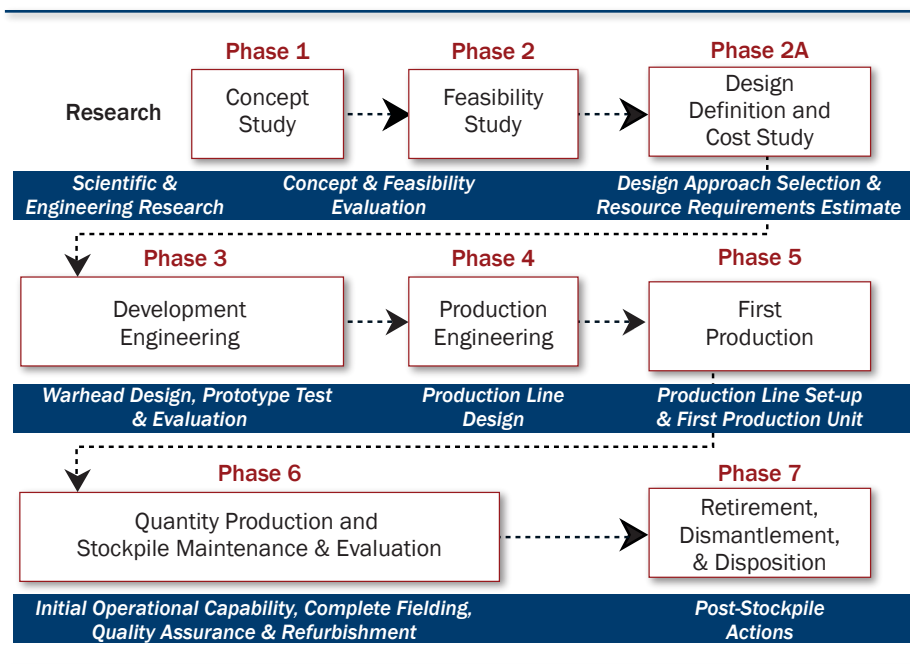 Phase 1
Phase 2
Phase 2A
Research
Concept
Study
Feasibility
Study
Design
Definition and
Cost Study
Scientific &
Engineering Research
Concept & Feasibility
Evaluation
Design Approach Selection &
Resource Requirements Estimate
Phase 3
Phase 4
Phase 5
Development
Engineering
Production
Engineering
First
Production
Warhead Design, Prototype Test
& Evaluation
Production Line
Design
Production Line Set-up
& First Production Unit
Phase 6
Phase 7
Quantity Production and
Stockpile Maintenance & Evaluation
Retirement,
Dismantlement,
& Disposition
Initial Operational Capability, Complete Fielding,
Quality Assurance & Refurbishment
Post-Stockpile
Actions